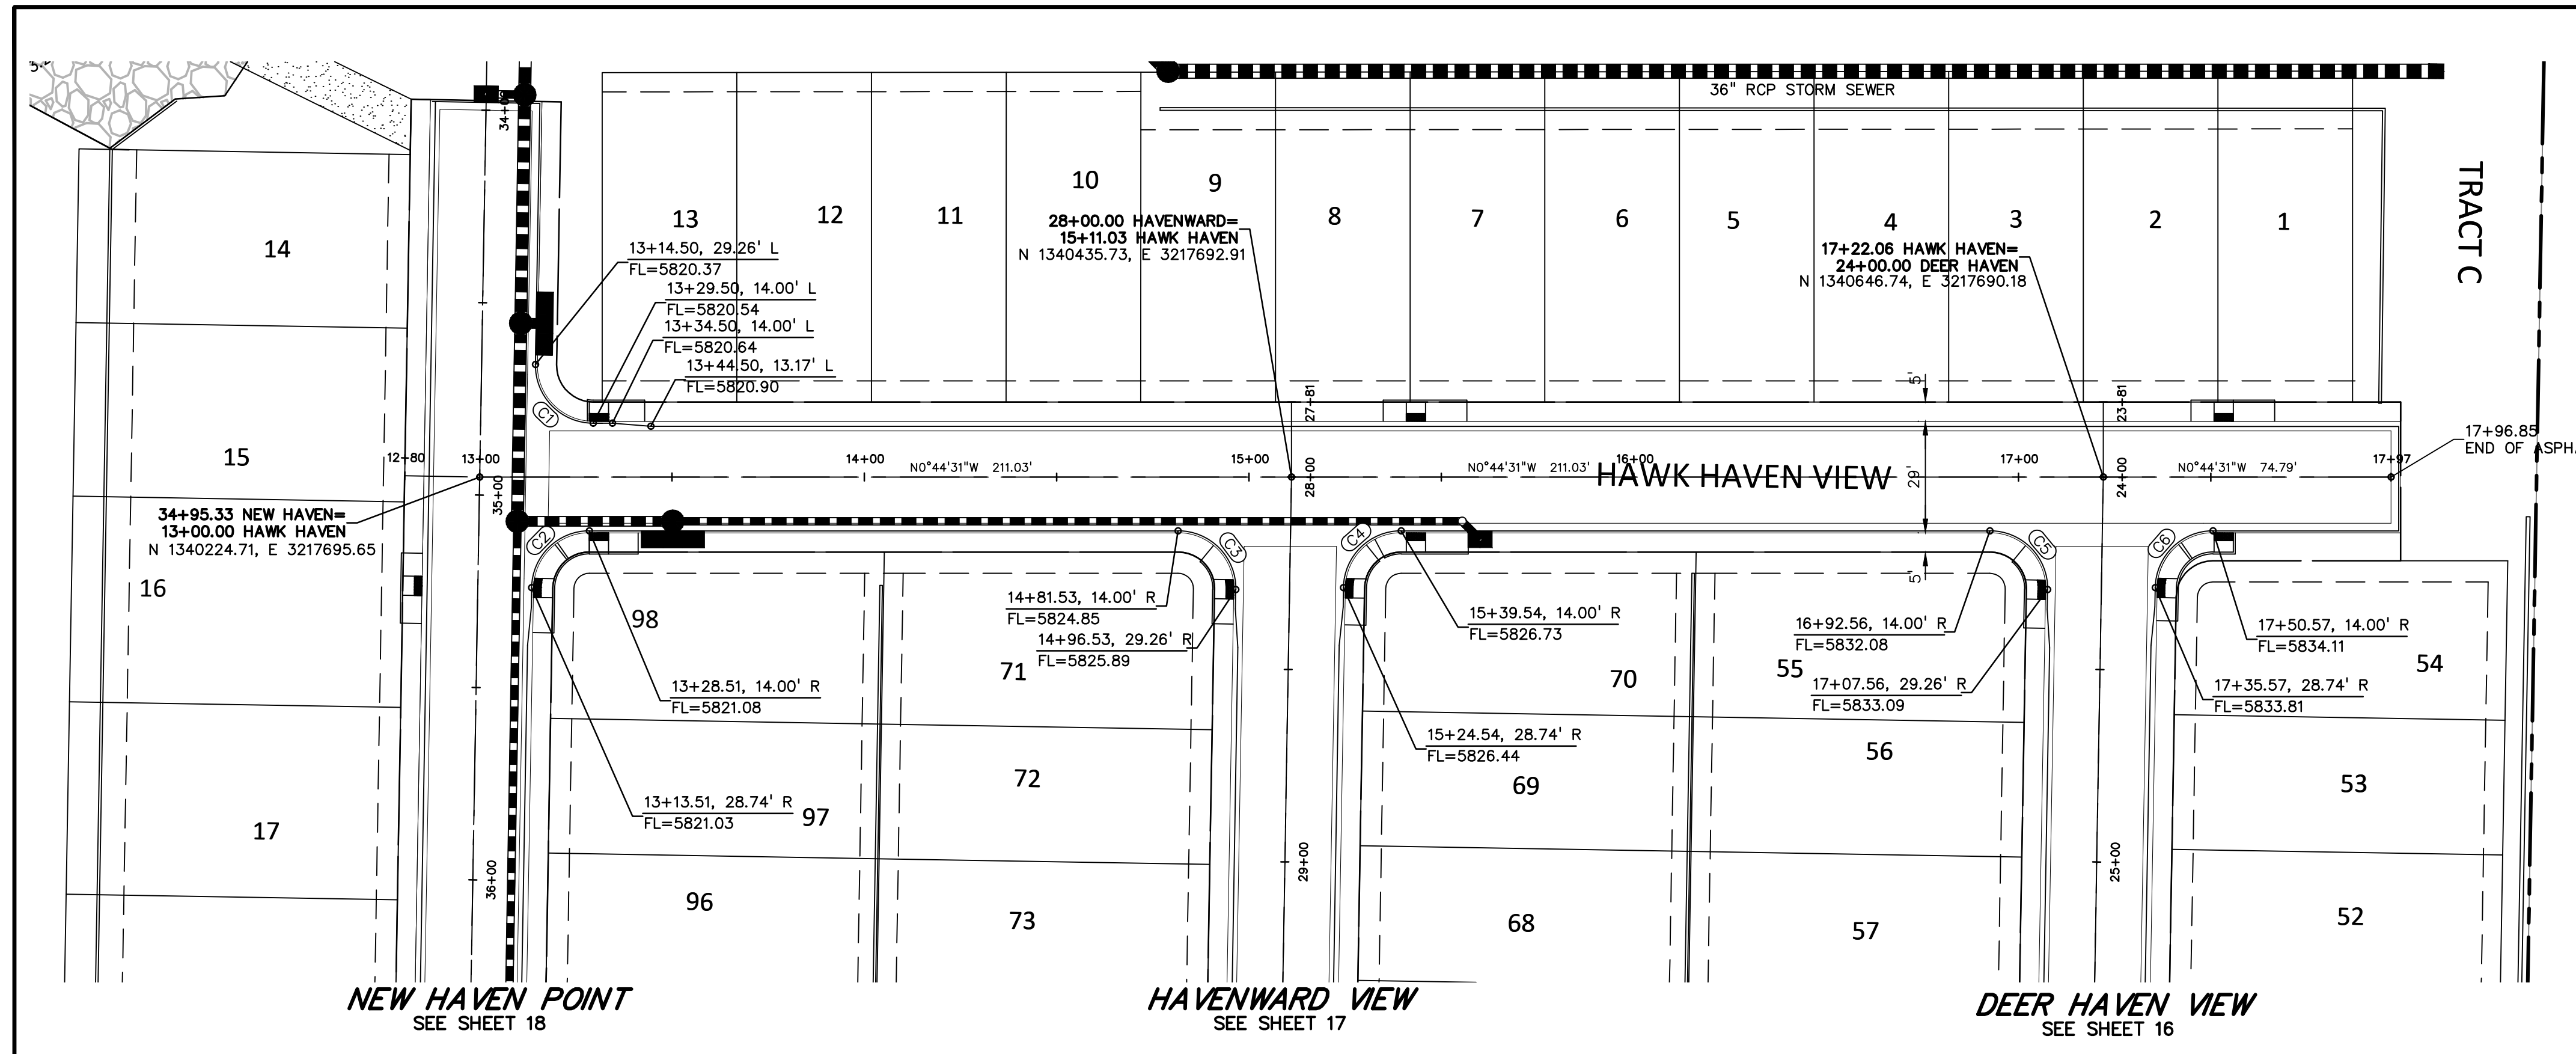 36" RCP STORM SEWER
TRACT C
10
9
13
12
11
8
7
6
5
4
3
2
1
14
28+00.00 HAVENWARD=
15+11.03 HAWK HAVEN
N 1340435.73, E 3217692.91
17+22.06 HAWK HAVEN=
24+00.00 DEER HAVEN
N 1340646.74, E 3217690.18
13+14.50, 29.26' L
FL=5820.37
13+29.50, 14.00' L
FL=5820.54
13+34.50, 14.00' L
FL=5820.64
13+44.50, 13.17' L
FL=5820.90
C1
27+81
5'
23+81
15
12+80
13+00
14+00
N0°44'31"W 211.03'
15+00
N0°44'31"W 211.03'
16+00
HAWK HAVEN VIEW
29'
17+00
N0°44'31"W 74.79'
17+97
17+96.85
END OF ASPH
35+00
28+00
24+00
34+95.33 NEW HAVEN=
13+00.00 HAWK HAVEN
N 1340224.71, E 3217695.65
C2
C3
C4
C5
C6
5'
16
98
14+81.53, 14.00' R
FL=5824.85
14+96.53, 29.26' R
FL=5825.89
71
15+39.54, 14.00' R
FL=5826.73
70
16+92.56, 14.00' R
FL=5832.08
55
17+07.56, 29.26' R
FL=5833.09
17+50.57, 14.00' R
FL=5834.11
54
17+35.57, 28.74' R
FL=5833.81
13+28.51, 14.00' R
FL=5821.08
15+24.54, 28.74' R
FL=5826.44
56
72
69
53
13+13.51, 28.74' R
FL=5821.03
97
17
36+00
29+00
25+00
96
73
68
57
52
NEW HAVEN POINT
SEE SHEET 18
HAVENWARD VIEW
SEE SHEET 17
DEER HAVEN VIEW
SEE SHEET 16